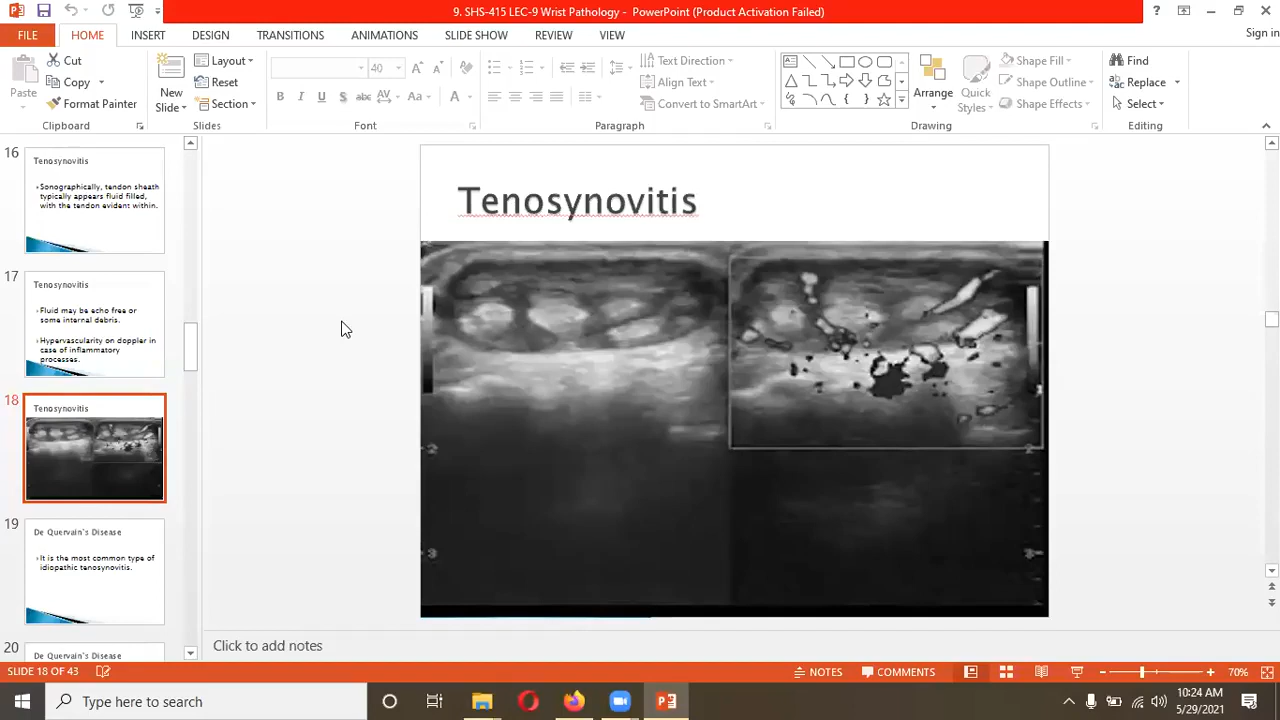 9. SHS-415 LEC-9 Wrist Pathology - PowerPoint (Product Activation Failed)
FILE HOME INSERT DESIGN TRANSITIONS ANIMATIONS SLIDE SHOW REVIEW VIEW Sign in
Paste
Cut
Copy
Format Painter
Clipboard
New Slide
Layout
Reset
Section
Slides
40
B I U S abc AV Aa A
Font
Text Direction
Align Text
Convert to SmartArt
Paragraph
Arrange
Quick Styles
Shape Fill
Shape Outline
Shape Effects
Drawing
Find
Replace
Select
Editing
16
Tenosynovitis
Sonographically, tendon sheath
typically appears fluid filled,
with the tendon evident within.
17
Tenosynovitis
Fluid may be echo free or
some internal debris.
Hypervascularity on doppler in
case of inflammatory
processes.
18
Tenosynovitis
19
De Quervain's Disease
It is the most common type of
idiopathic tenosynovitis.
20
De Quervain's Disease
Tenosynovitis
2
2
3
3
Click to add notes
SLIDE 18 OF 43 NOTES COMMENTS 70%
Type here to search
10:24 AM
5/29/2021